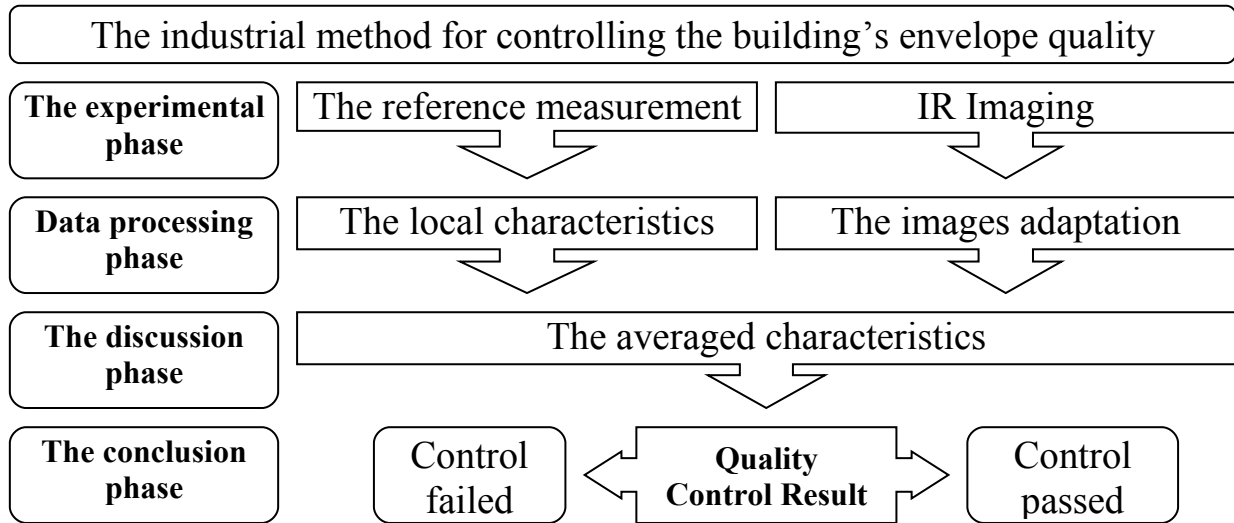 The industrial method for controlling the building’s envelope quality
The experimental
phase
The reference measurement
IR Imaging
Data processing
phase
The local characteristics
The images adaptation
The discussion
phase
The averaged characteristics
The conclusion
phase
Control
failed
Quality
Control Result
Control
passed